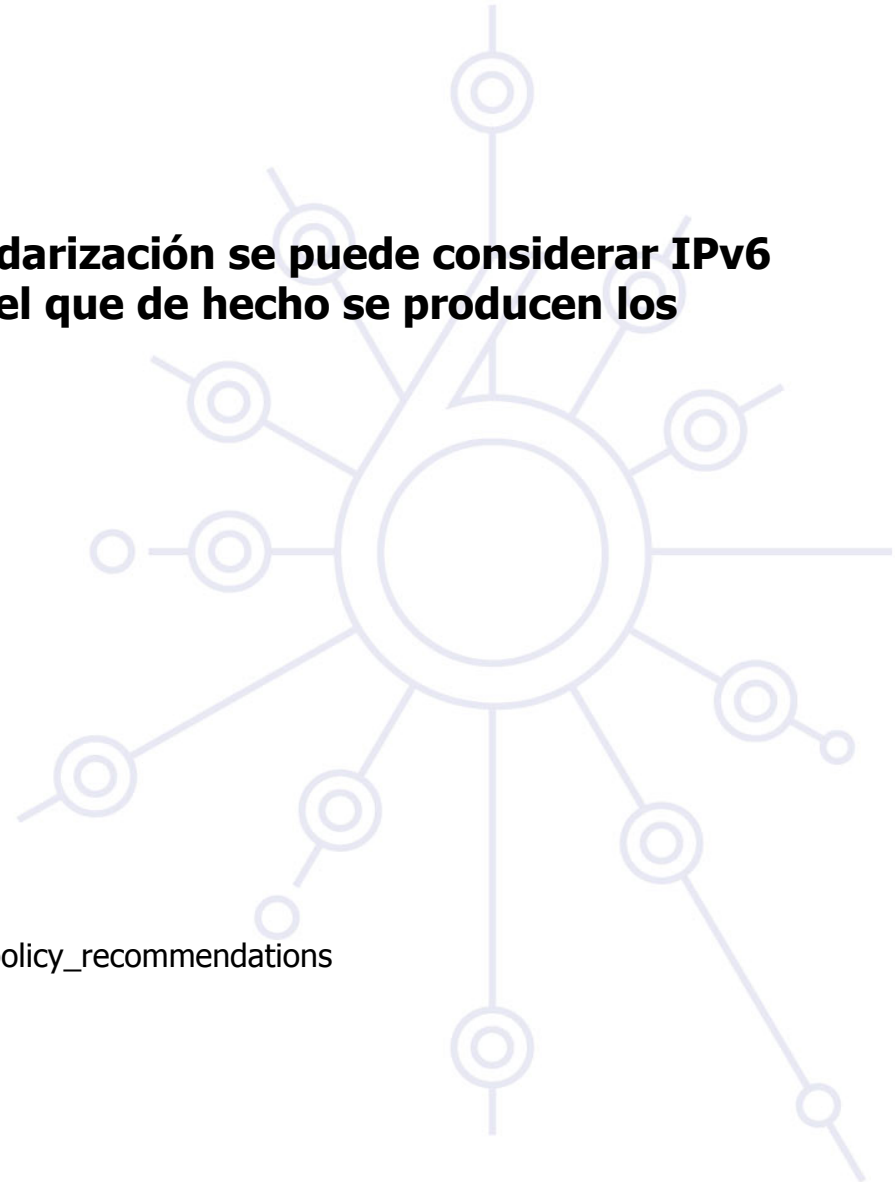 darización se puede considerar IPv6
el que de hecho se producen los
olicy_recommendations